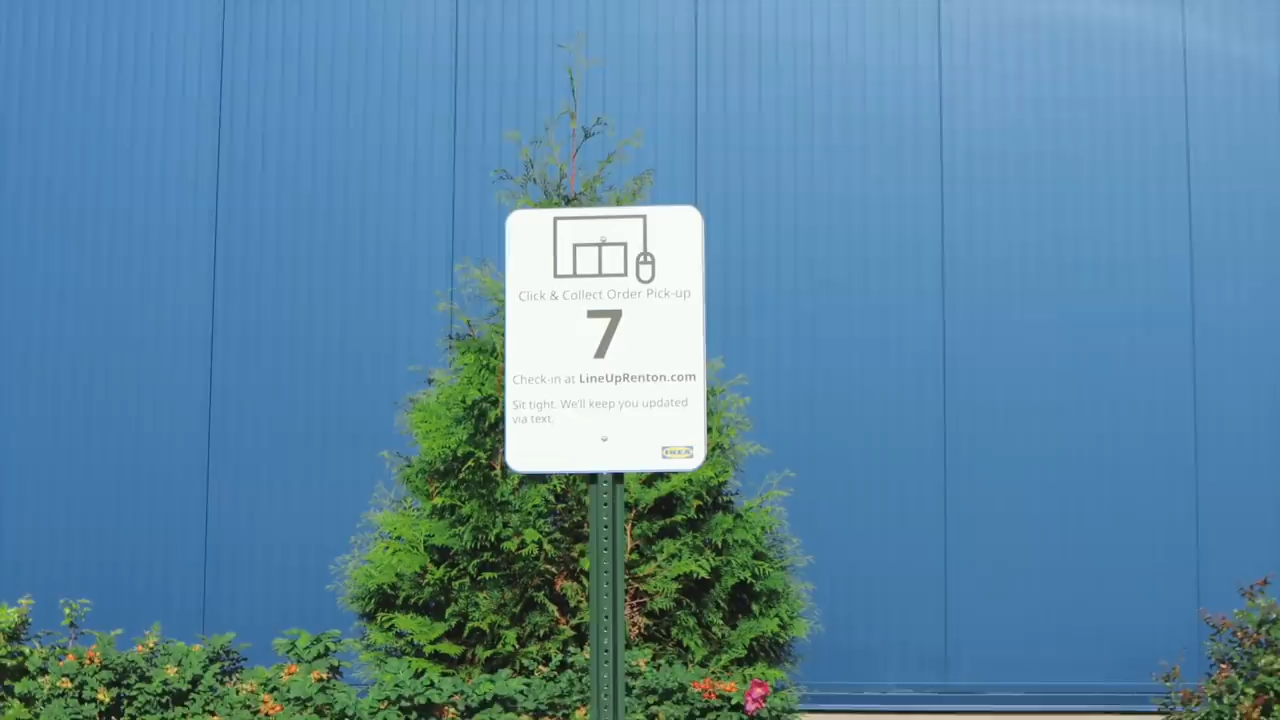 Click & Collect Order Pick-up
7
Check-in at LineUpRenton.com
Sit tight. We'll keep you updated
via text.
IKEA